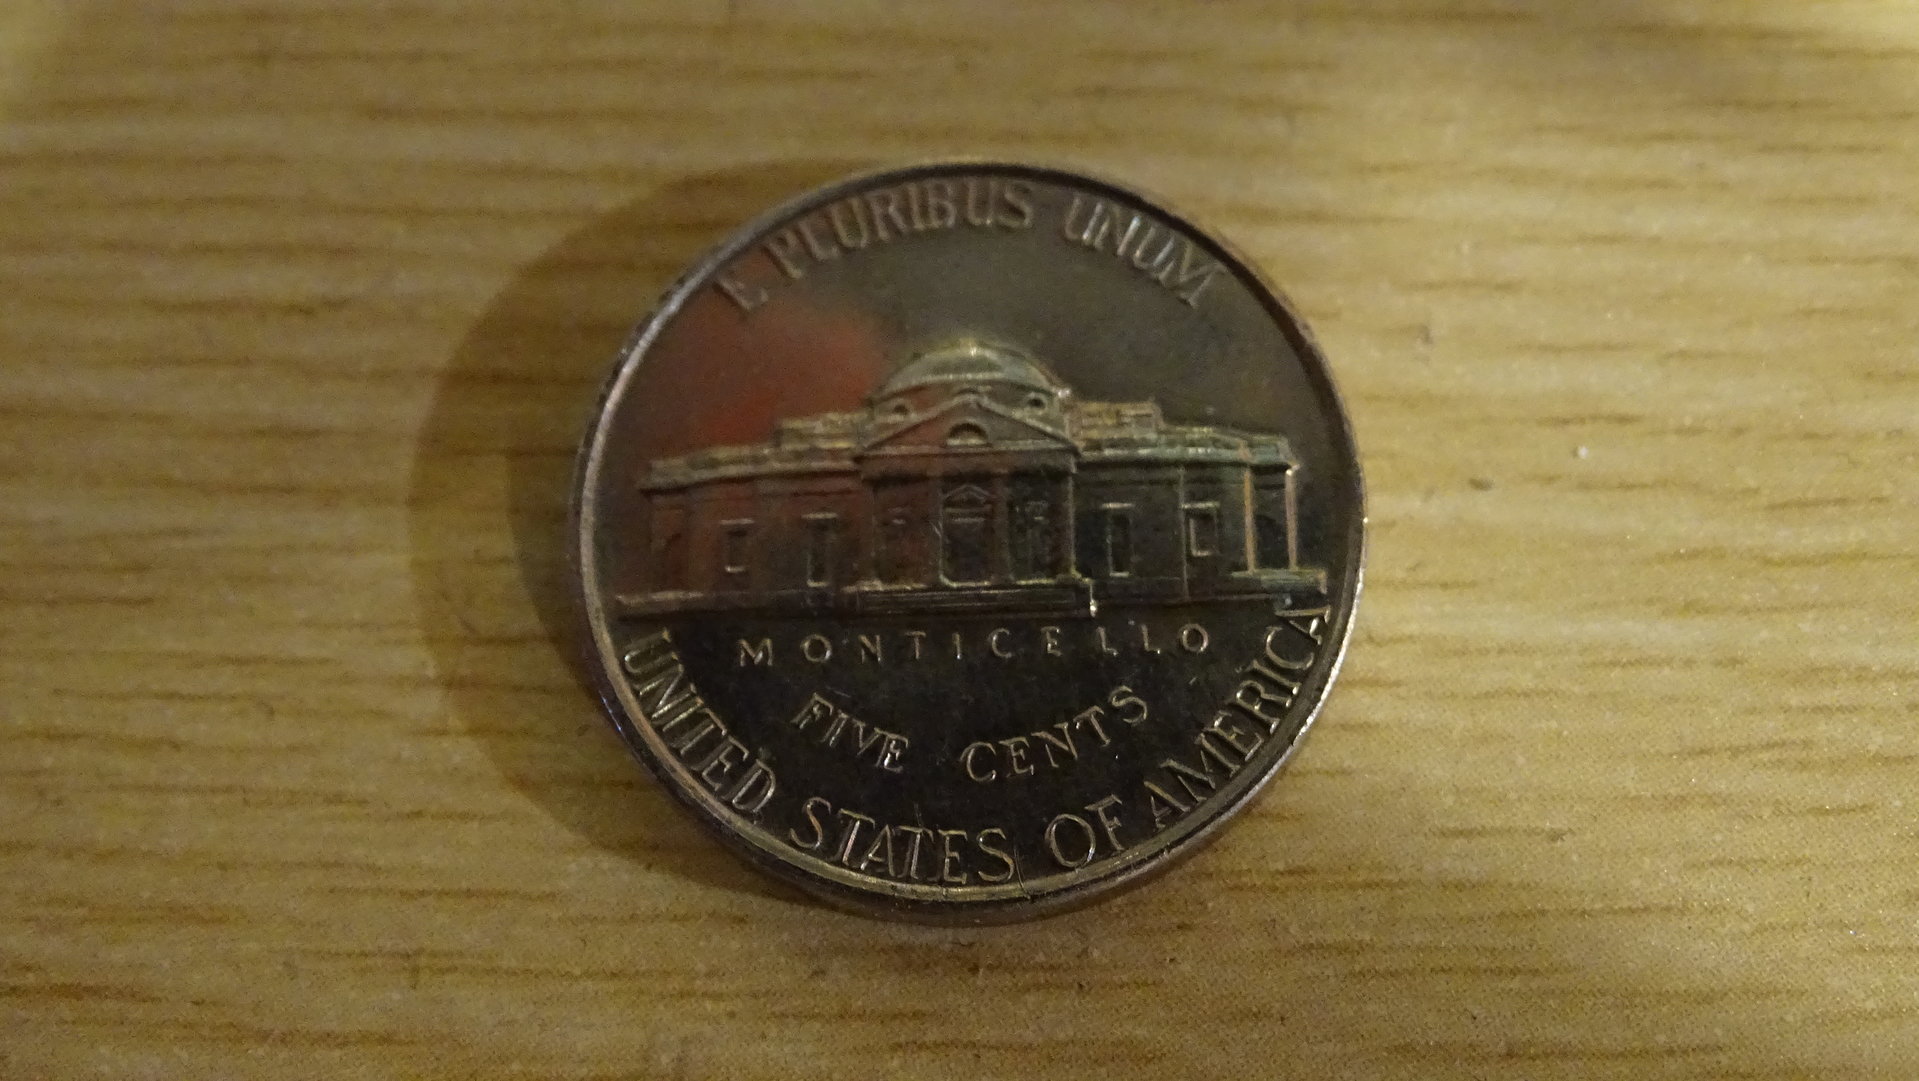 E PLURIBUS UNUM
MONTICELLO
FIVE CENTS
UNITED STATES OF AMERICA